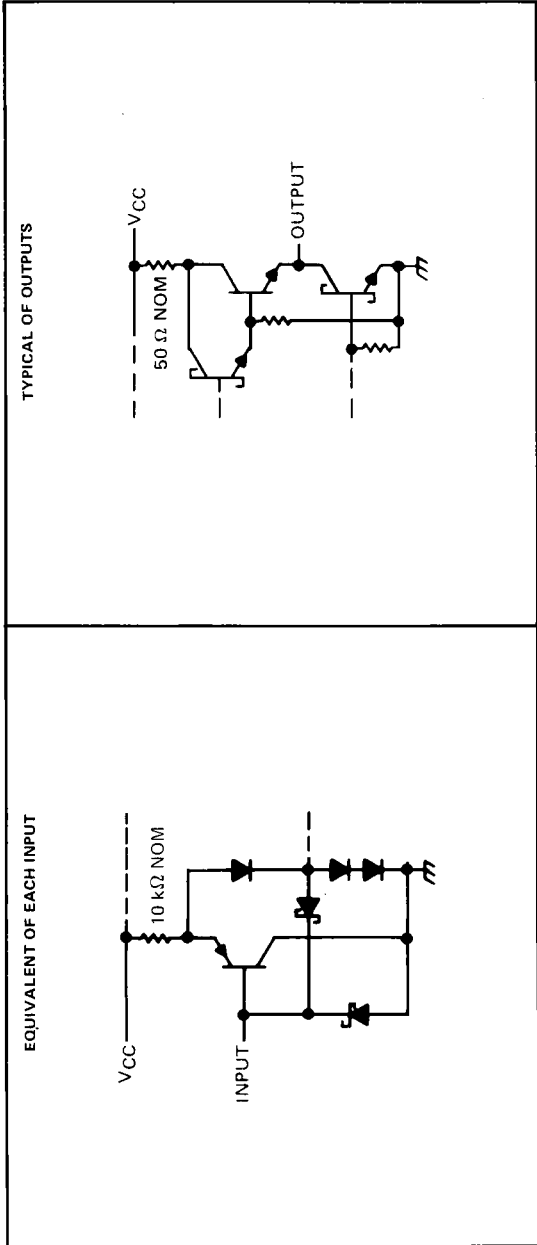 EQUIVALENT OF EACH INPUT
VCC
10 kΩ NOM
INPUT
TYPICAL OF OUTPUTS
VCC
50 Ω NOM
OUTPUT